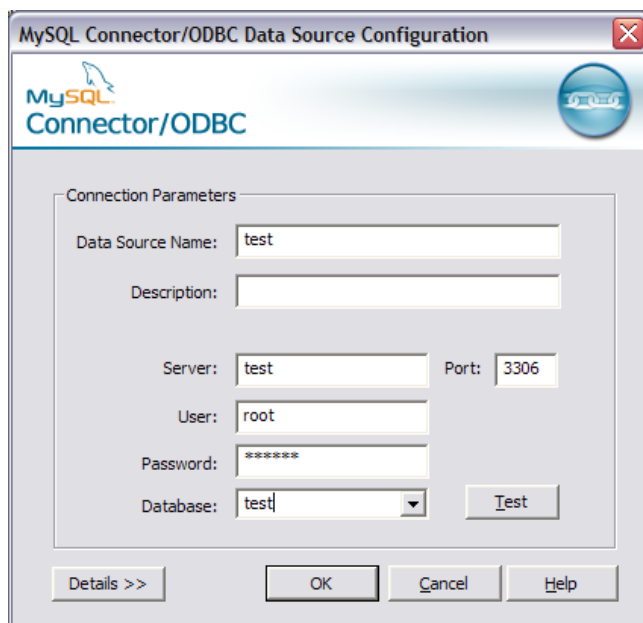 MySQL Connector/ODBC Data Source Configuration
MySQL
Connector/ODBC
Connection Parameters
Data Source Name: test
Description:
Server: test Port: 3306
User: root
Password: ******
Database: test Test
Details >> OK Cancel Help